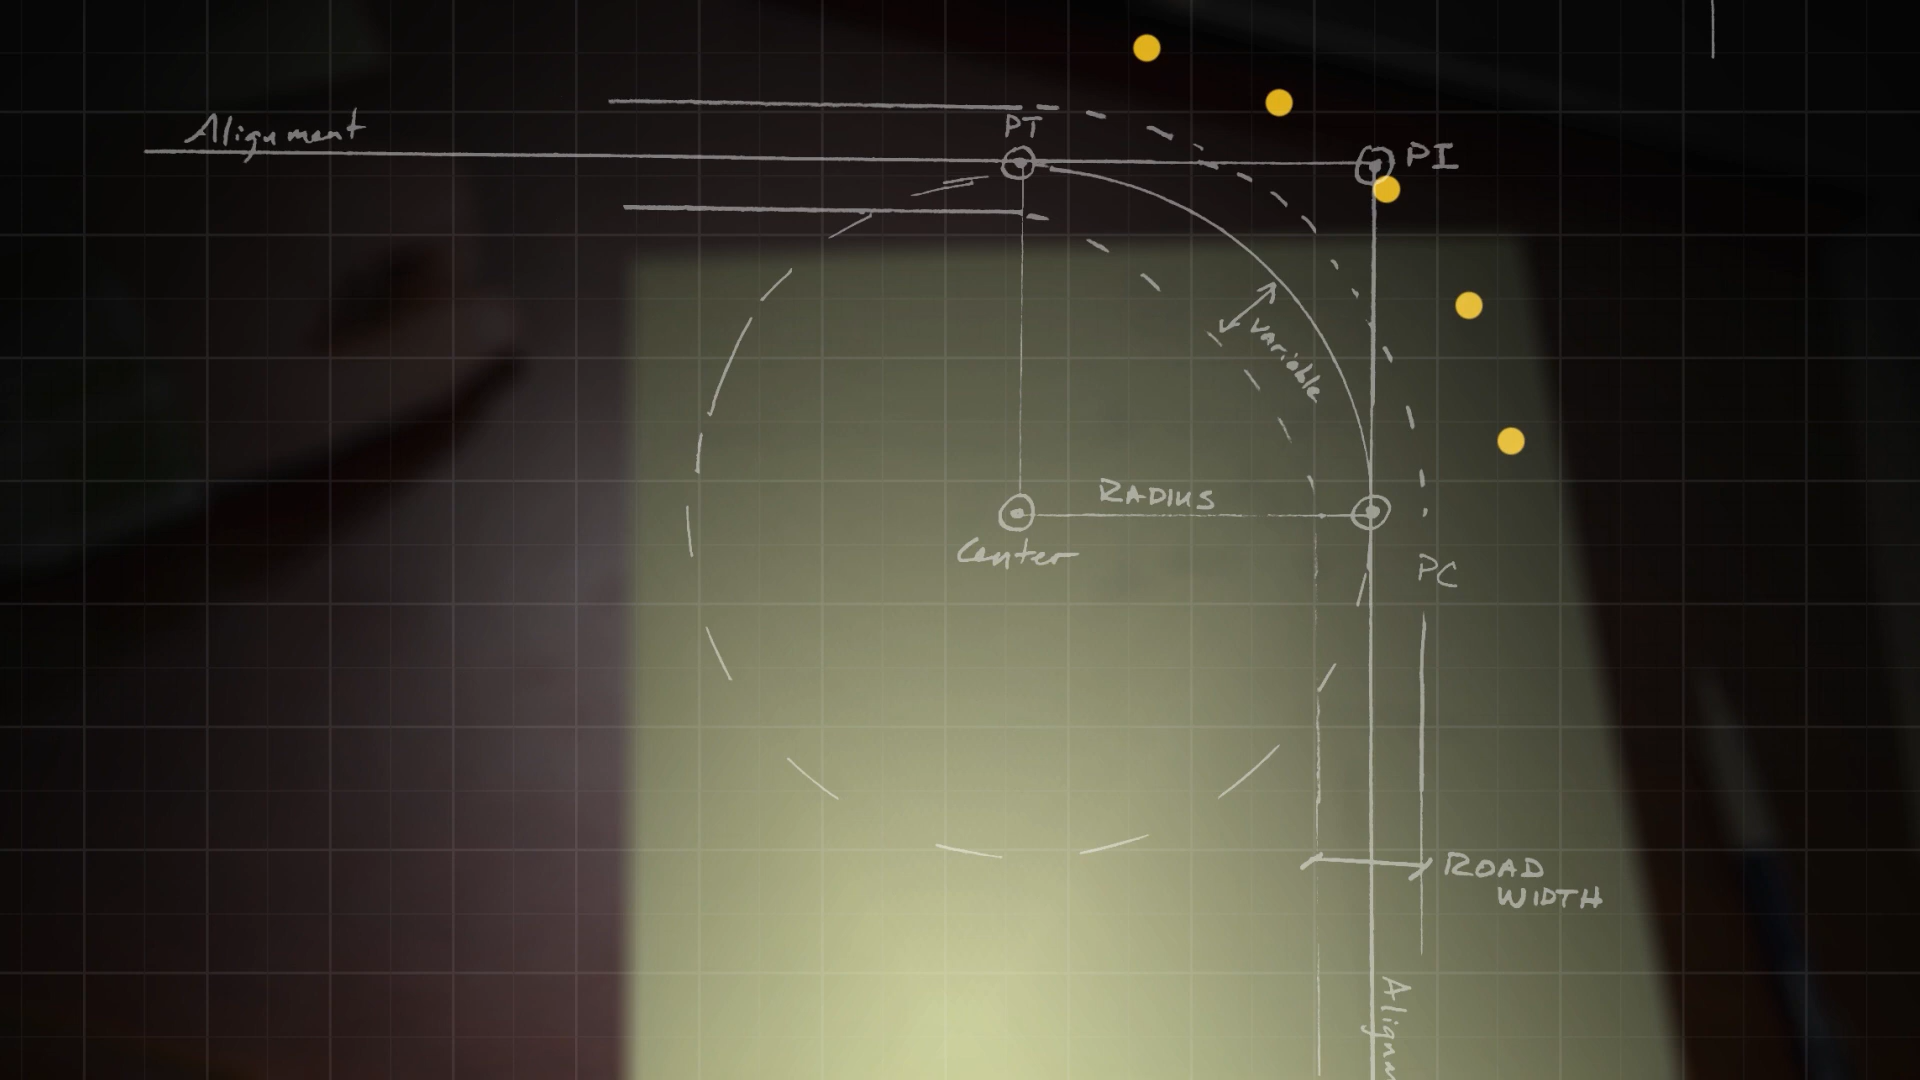 Alignment
PT
PI
variable
RADIUS
Center
PC
ROAD
WIDTH